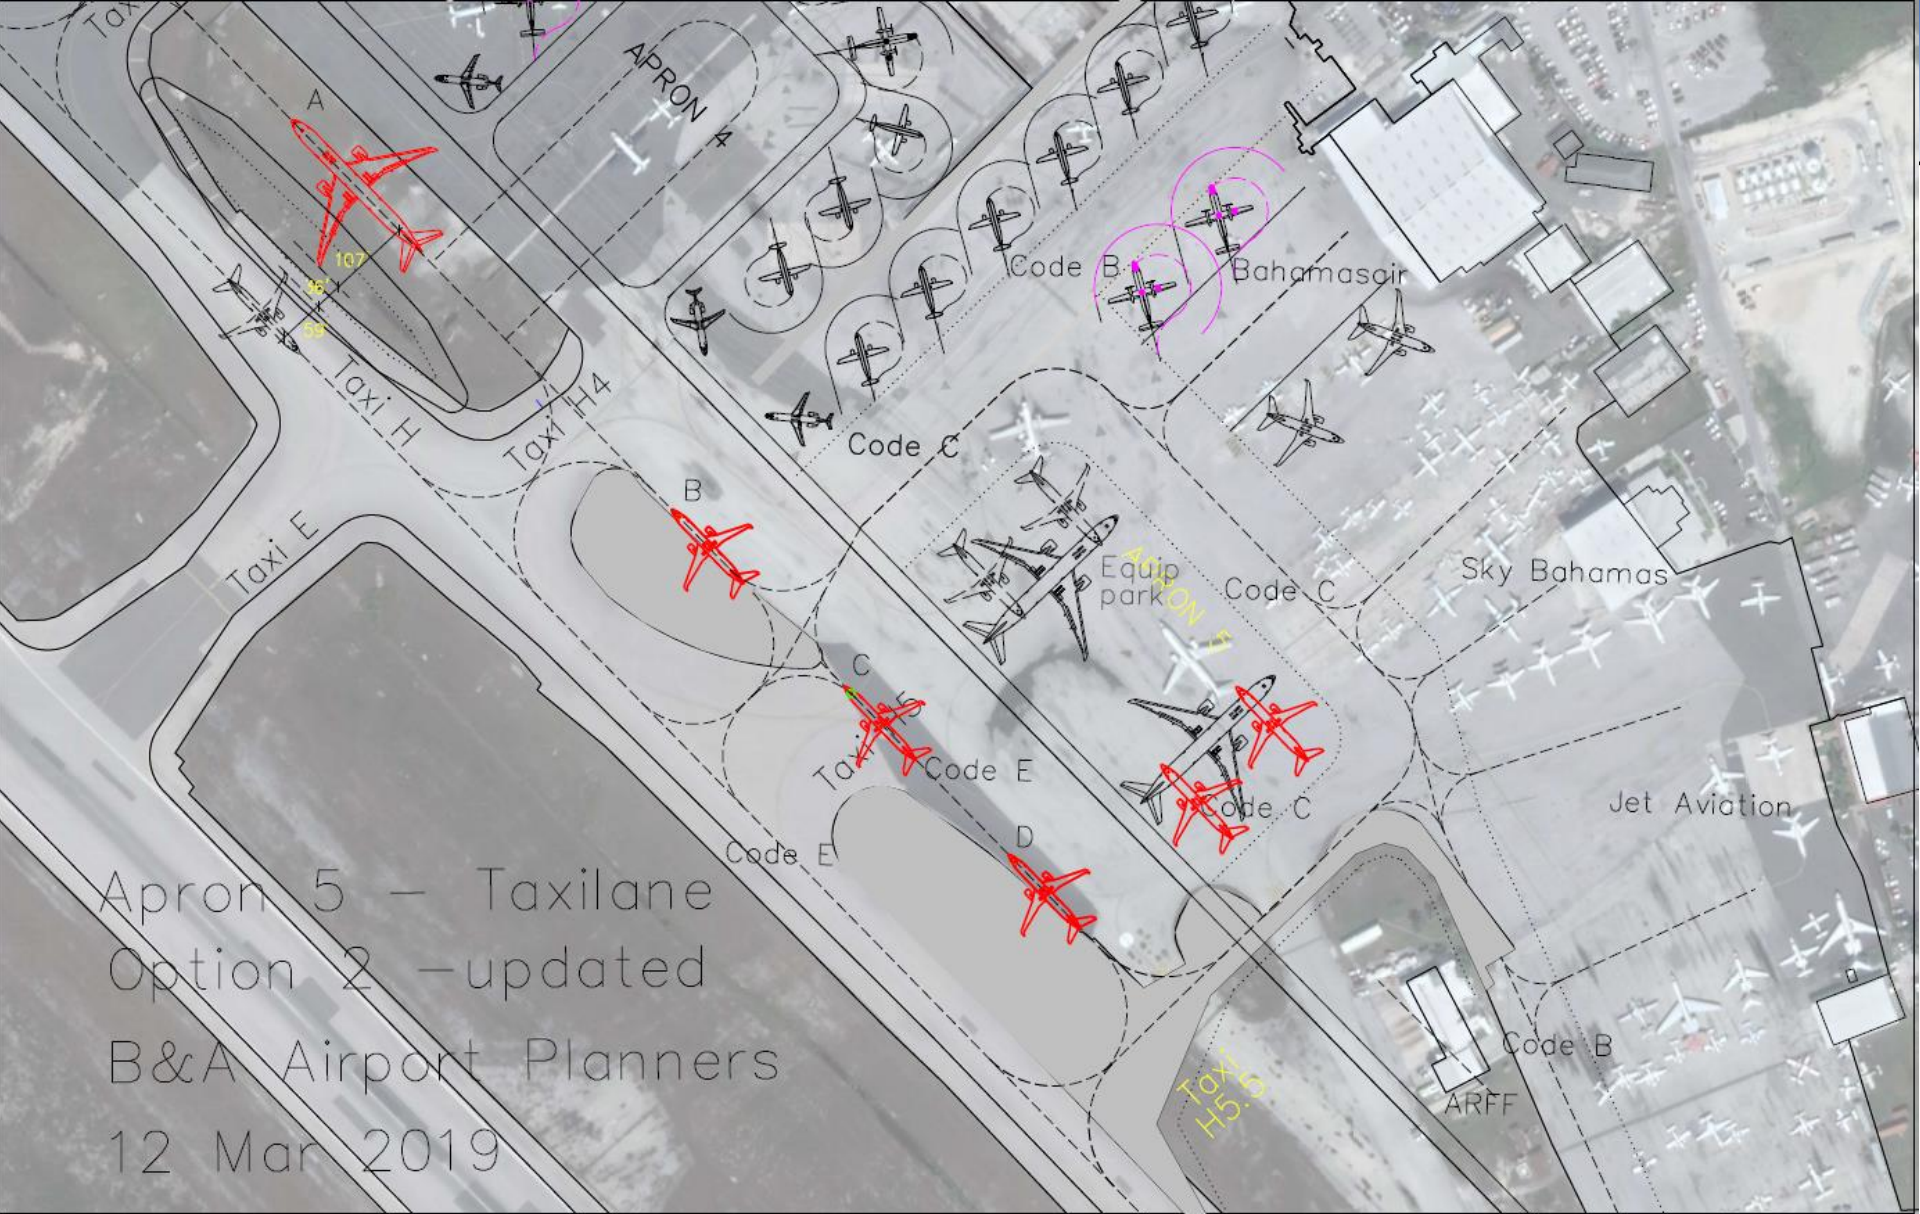 Taxi
A
APRON 4
107
36'
59'
Code B
Bahamasair
Taxi H
Taxi H4
Code C
B
Taxi E
Equip
park
APRON 5
Code C
Sky Bahamas
C
Code E
Code C
Jet Aviation
D
Code E
Apron 5 – Taxilane
Option 2 –updated
B&A Airport Planners
12 Mar 2019
Code B
Taxi
H5.5
ARFF